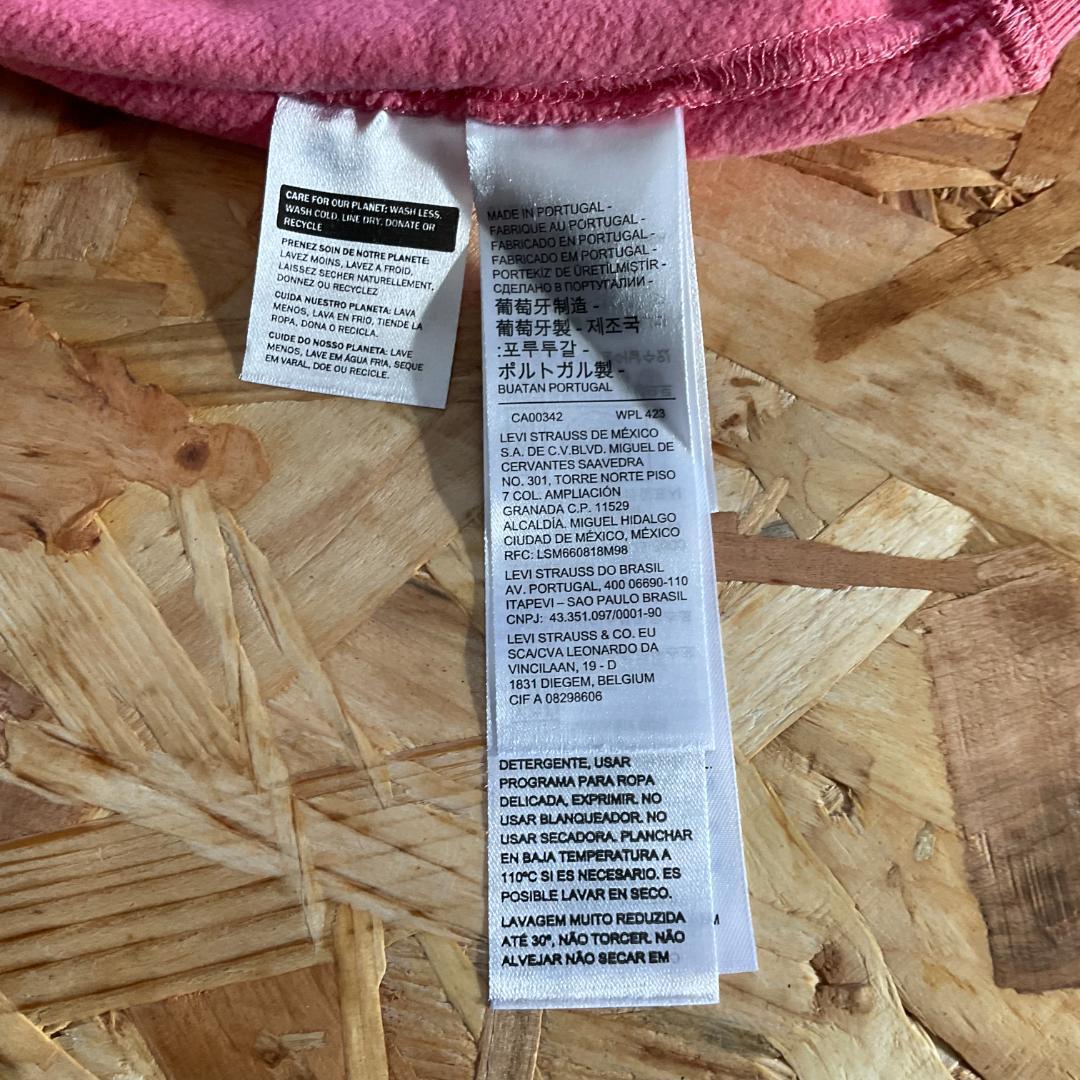 CARE FOR OUR PLANET: WASH LESS,
WASH COLD, LINE DRY, DONATE OR
RECYCLE
PRENEZ SOIN DE NOTRE PLANETE:
LAVEZ MOINS, LAVEZ A FROID,
LAISSEZ SECHER NATURELLEMENT,
DONNEZ OU RECYCLEZ
CUIDA NUESTRO PLANETA: LAVA
MENOS, LAVA EN FRIO, TIENDE LA
ROPA, DONA O RECICLA.
CUIDE DO NOSSO PLANETA: LAVE
MENOS, LAVE EM ÁGUA FRIA, SEQUE
EM VARAL, DOE OU RECICLE.
MADE IN PORTUGAL -
FABRIQUE AU PORTUGAL -
FABRICADO EN PORTUGAL -
FABRICADO EM PORTUGAL -
PORTEKİZ DE ÜRETİLMİSTİR -
СДЕЛАНО В ПОРТУГАЛИИ -
葡萄牙制造 -
葡萄牙製 - 제조국
:포루투갈 -
ポルトガル製 -
BUATAN PORTUGAL
CA00342 WPL 423
LEVI STRAUSS DE MÉXICO
S.A. DE C.V.BLVD. MIGUEL DE
CERVANTES SAAVEDRA
NO. 301, TORRE NORTE PISO
7 COL. AMPLIACIÓN
GRANADA C.P. 11529
ALCALDÍA. MIGUEL HIDALGO
CIUDAD DE MÉXICO, MÉXICO
RFC: LSM660818M98
LEVI STRAUSS DO BRASIL
AV. PORTUGAL, 400 06690-110
ITAPEVI – SAO PAULO BRASIL
CNPJ: 43.351.097/0001-90
LEVI STRAUSS & CO. EU
SCA/CVA LEONARDO DA
VINCILAAN, 19 - D
1831 DIEGEM, BELGIUM
CIF A 08298606
DETERGENTE, USAR
PROGRAMA PARA ROPA
DELICADA, EXPRIMIR. NO
USAR BLANQUEADOR. NO
USAR SECADORA. PLANCHAR
EN BAJA TEMPERATURA A
110ºC SI ES NECESARIO. ES
POSIBLE LAVAR EN SECO.
LAVAGEM MUITO REDUZIDA
ATÉ 30°, NÃO TORCER. NÃO
ALVEJAR NÃO SECAR EM